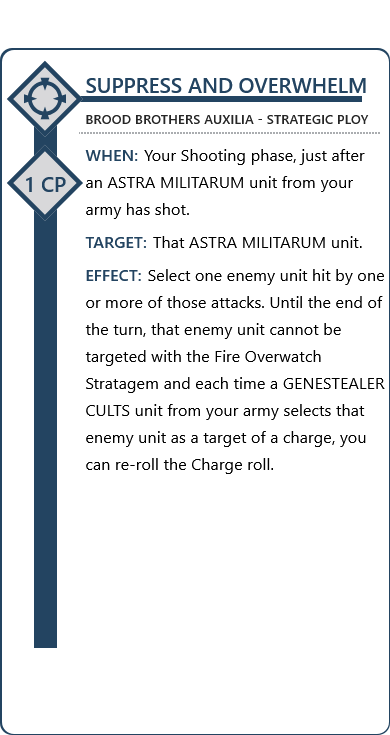 SUPPRESS AND OVERWHELM
BROOD BROTHERS AUXILIA - STRATEGIC PLOY
1 CP
WHEN: Your Shooting phase, just after
an ASTRA MILITARUM unit from your
army has shot.
TARGET: That ASTRA MILITARUM unit.
EFFECT: Select one enemy unit hit by one
or more of those attacks. Until the end of
the turn, that enemy unit cannot be
targeted with the Fire Overwatch
Stratagem and each time a GENESTEALER
CULTS unit from your army selects that
enemy unit as a target of a charge, you
can re-roll the Charge roll.